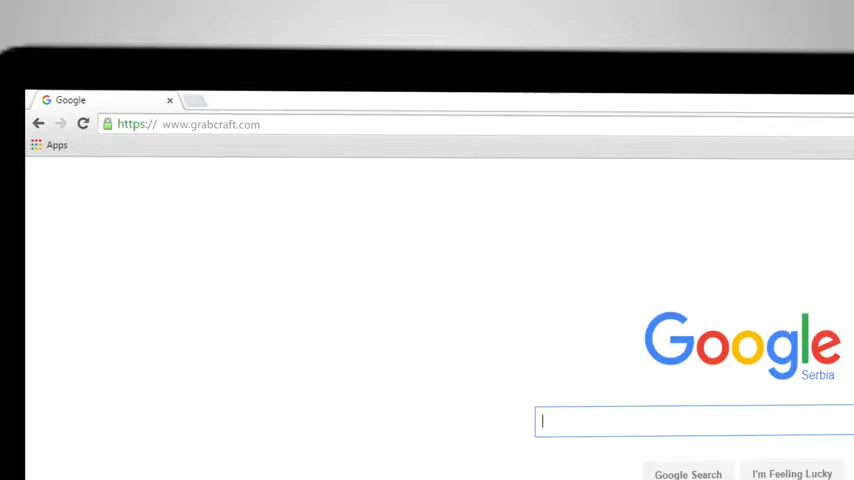 Google
https:// www.grabcraft.com
Apps
Google
Serbia
Google Search
I'm Feeling Lucky